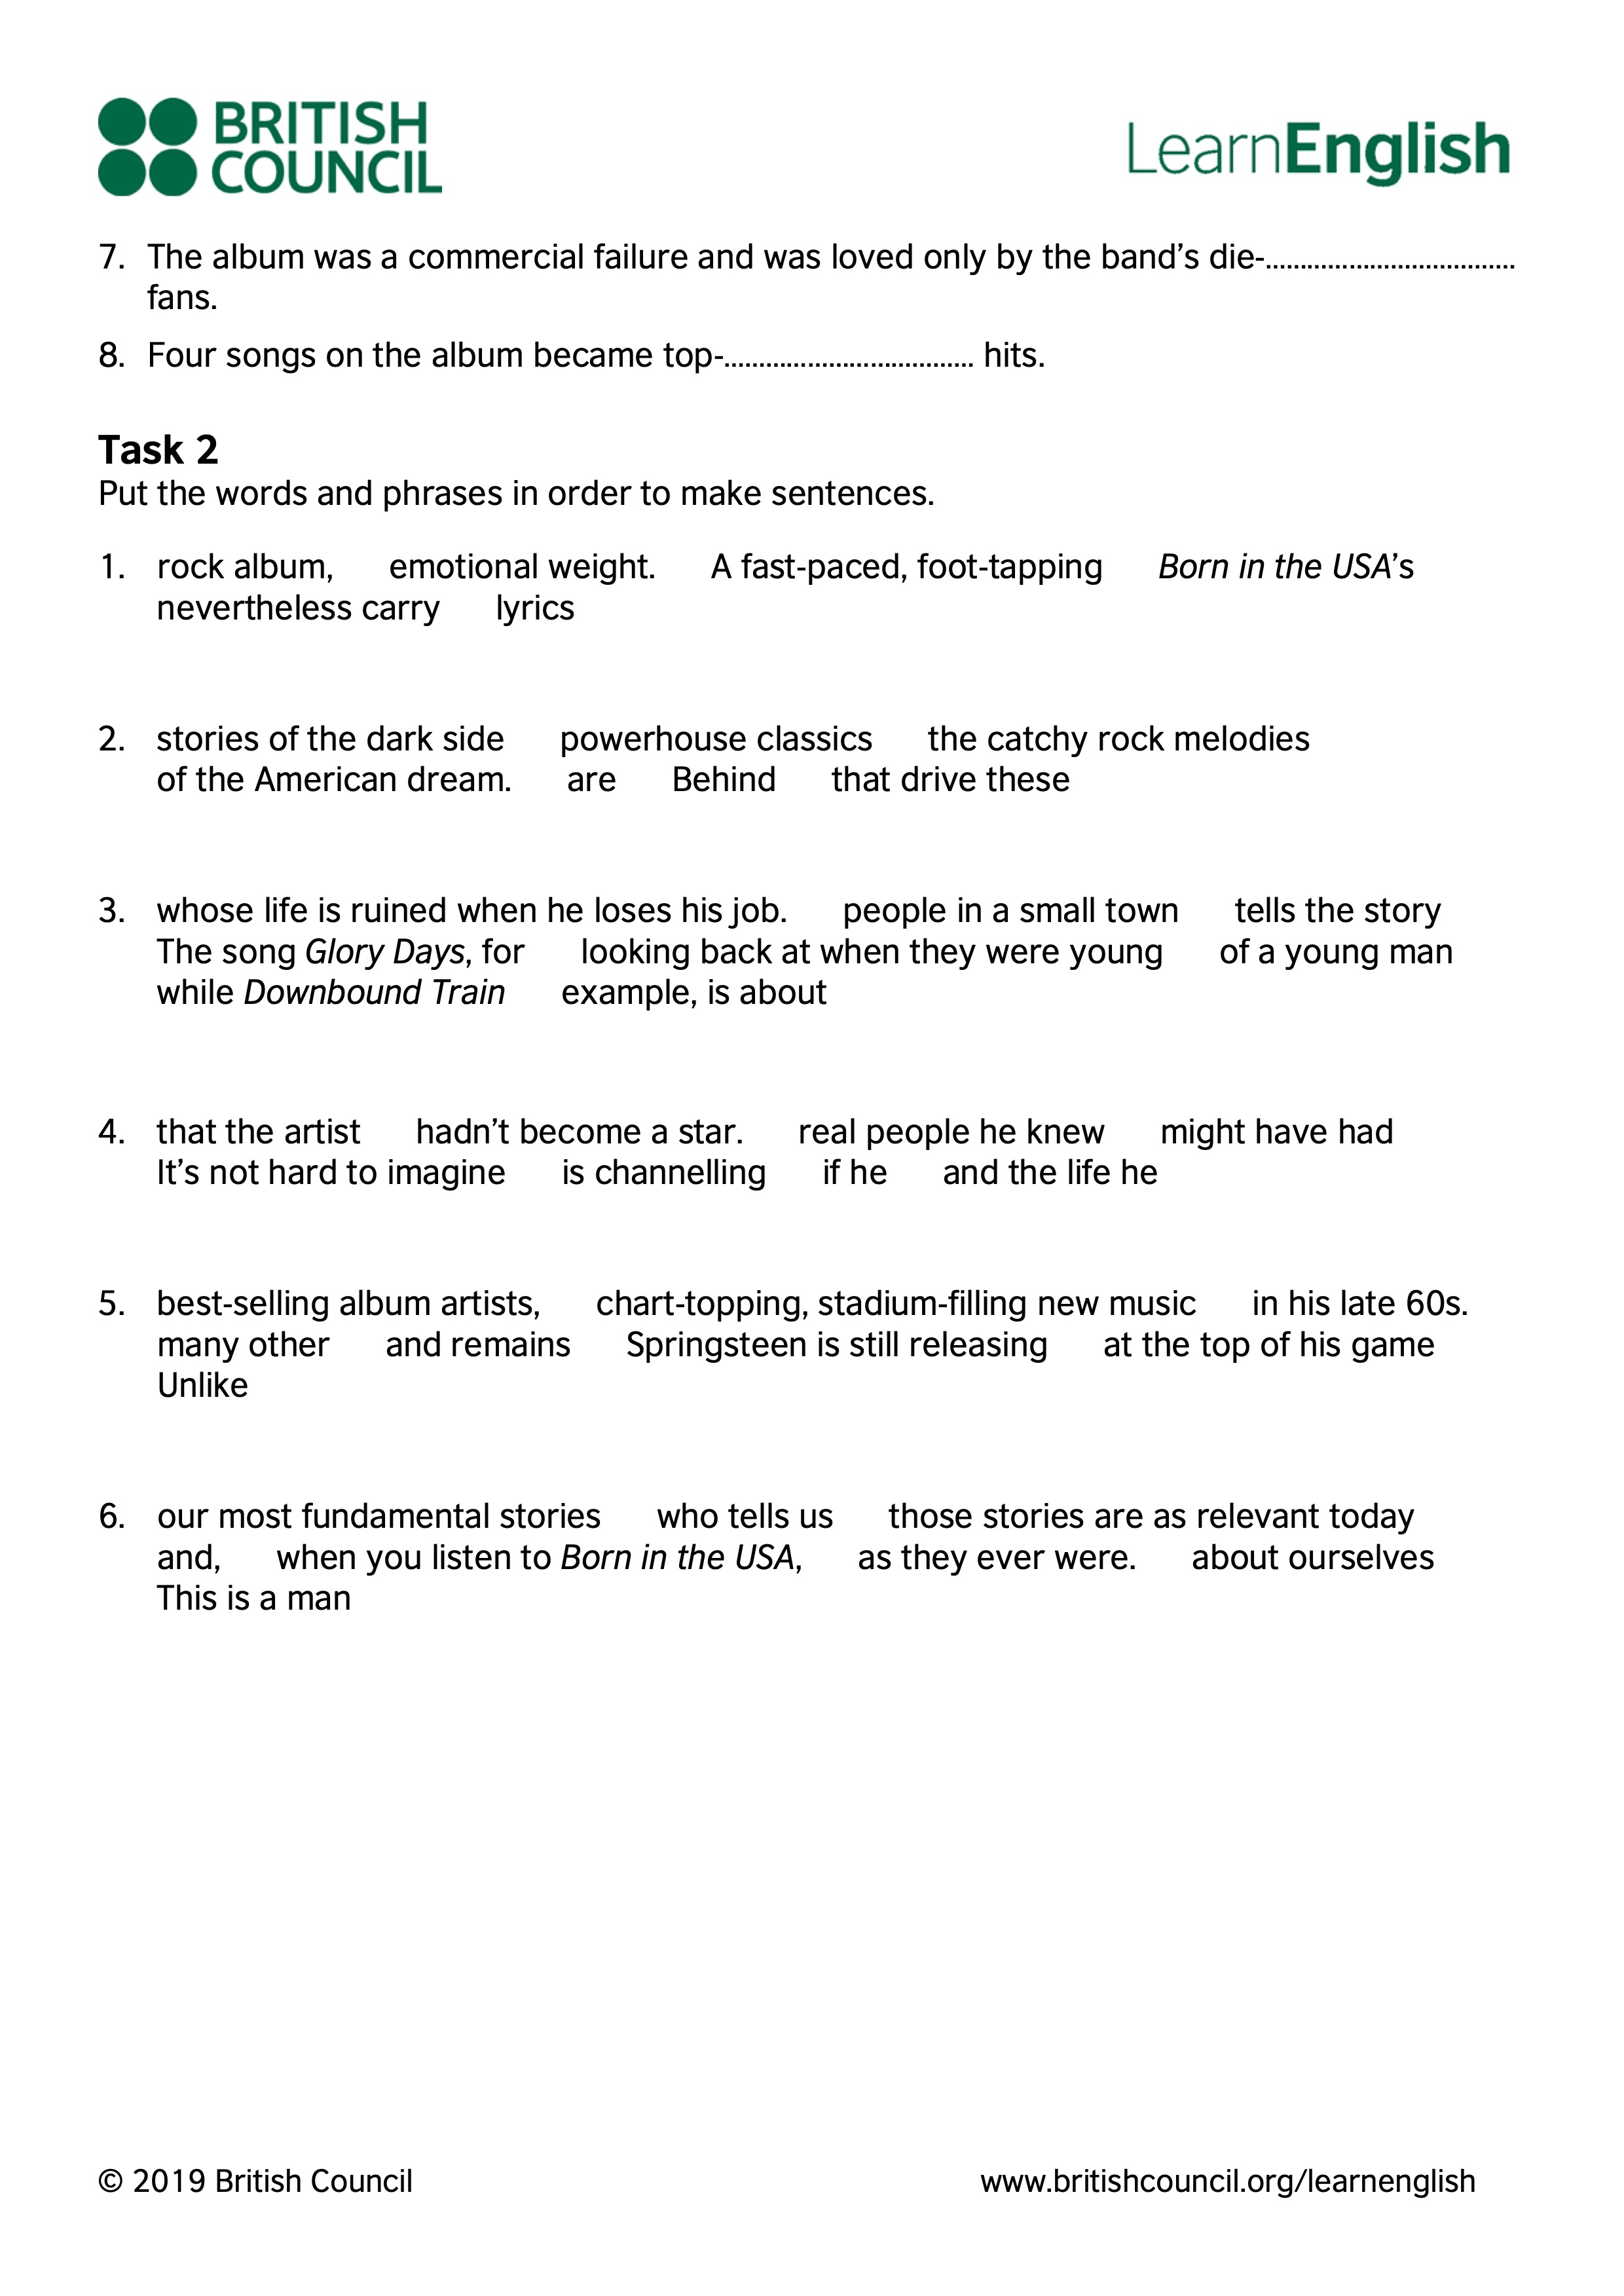 BRITISH
COUNCIL
LearnEnglish
7. The album was a commercial failure and was loved only by the band’s die-....................................
fans.
8. Four songs on the album became top-.................................... hits.
Task 2
Put the words and phrases in order to make sentences.
1. rock album, emotional weight. A fast-paced, foot-tapping Born in the USA’s
nevertheless carry lyrics
2. stories of the dark side powerhouse classics the catchy rock melodies
of the American dream. are Behind that drive these
3. whose life is ruined when he loses his job. people in a small town tells the story
The song Glory Days, for looking back at when they were young of a young man
while Downbound Train example, is about
4. that the artist hadn’t become a star. real people he knew might have had
It’s not hard to imagine is channelling if he and the life he
5. best-selling album artists, chart-topping, stadium-filling new music in his late 60s.
many other and remains Springsteen is still releasing at the top of his game
Unlike
6. our most fundamental stories who tells us those stories are as relevant today
and, when you listen to Born in the USA, as they ever were. about ourselves
This is a man
© 2019 British Council www.britishcouncil.org/learnenglish